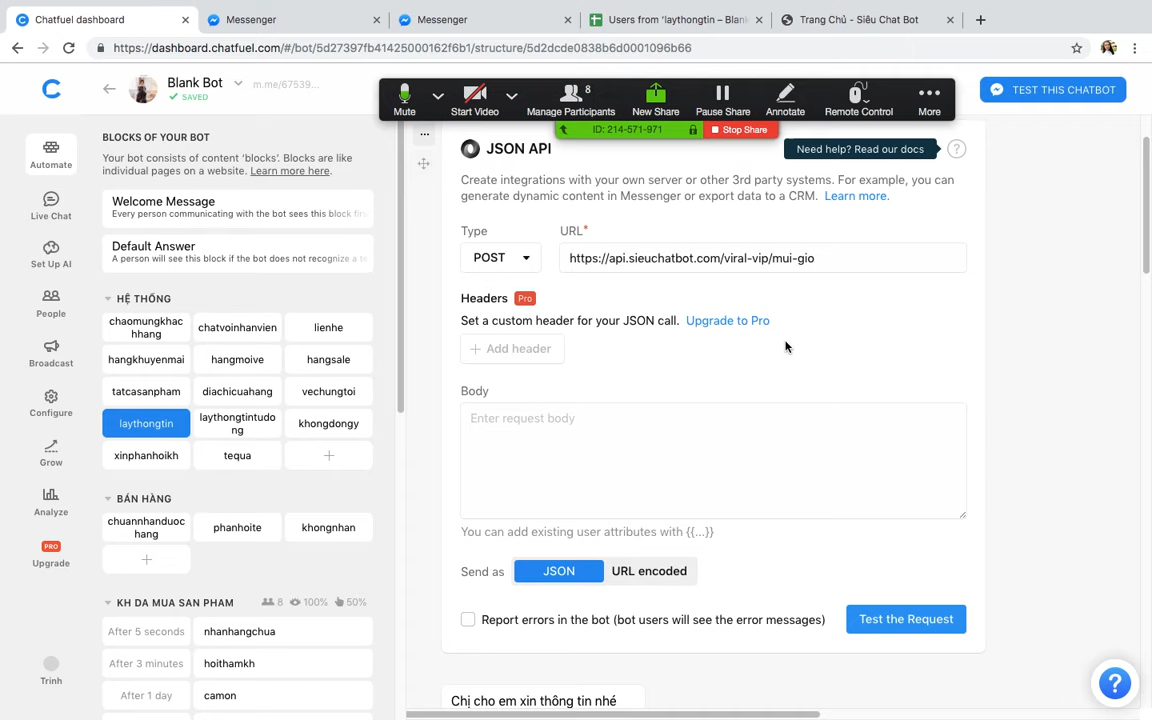 Chatfuel dashboard
Messenger
Messenger
Users from 'laythongtin – Blank
Trang Chủ - Siêu Chat Bot
https://dashboard.chatfuel.com/#/bot/5d27397fb41425000162f6b1/structure/5d2dcde0838b6d0001096b66
Blank Bot
SAVED
m.me/67539...
Mute
Start Video
8
Manage Participants
New Share
Pause Share
Annotate
Remote Control
More
ID: 214-571-971
Stop Share
TEST THIS CHATBOT
Automate
Live Chat
Set Up AI
People
Broadcast
Configure
Grow
Analyze
PRO
Upgrade
Trinh
BLOCKS OF YOUR BOT
Your bot consists of content 'blocks'. Blocks are like
individual pages on a website. Learn more here.
Welcome Message
Every person communicating with the bot sees this block first
Default Answer
A person will see this block if the bot does not recognize a
HỆ THỐNG
chaomungkhac
hhang
chatvoinhanvien
lienhe
hangkhuyenmai
hangmoive
hangsale
tatcasanpham
diachicuahang
vechungtoi
laythongtin
laythongtintudo
ng
khongdongy
xinphanhoikh
tequa
BÁN HÀNG
chuannhanduoc
hang
phanhoite
khongnhan
KH DA MUA SAN PHAM
8
100%
50%
After 5 seconds
nhanhangchua
After 3 minutes
hoithamkh
After 1 day
camon
JSON API
Need help? Read our docs
?
Create integrations with your own server or other 3rd party systems. For example, you can
generate dynamic content in Messenger or export data to a CRM. Learn more.
Type
URL*
POST
https://api.sieuchatbot.com/viral-vip/mui-gio
Headers
Pro
Set a custom header for your JSON call. Upgrade to Pro
+ Add header
Body
Enter request body
You can add existing user attributes with {{...}}
Send as
JSON
URL encoded
Report errors in the bot (bot users will see the error messages)
Test the Request
Chị cho em xin thông tin nhé
?